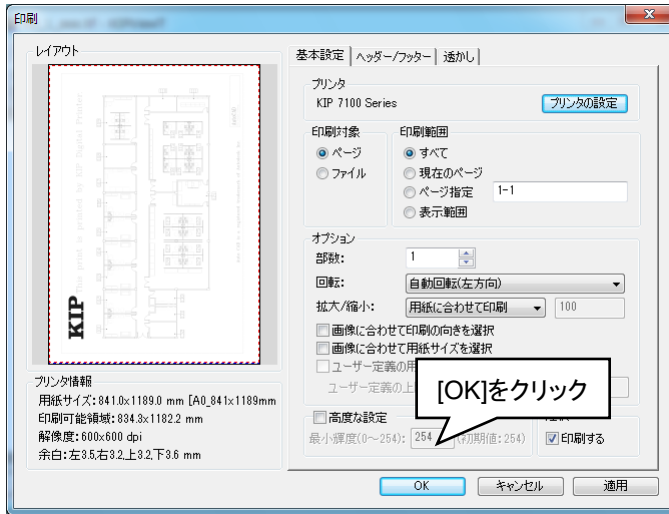 印刷
レイアウト
KIP This print is printed by KIP Digital Printer.
プリンタ情報
用紙サイズ：841.0x1189.0 mm [A0_841x1189mm
印刷可能領域：834.3x1182.2 mm
解像度：600x600 dpi
余白：左3.5,右3.2,上3.2,下3.6 mm
基本設定 ヘッダー/フッター 透かし
プリンタ
KIP 7100 Series プリンタの設定
印刷対象 印刷範囲
ページ すべて
ファイル 現在のページ
ページ指定 1-1
表示範囲
オプション
部数： 1
回転： 自動回転(左方向)
拡大/縮小： 用紙に合わせて印刷 100
画像に合わせて印刷の向きを選択
画像に合わせて用紙サイズを選択
ユーザー定義の用
ユーザー定義の上
[OK]をクリック
高度な設定
最小輝度(0～254)： 254 (初期値：254) 印刷する
OK キャンセル 適用